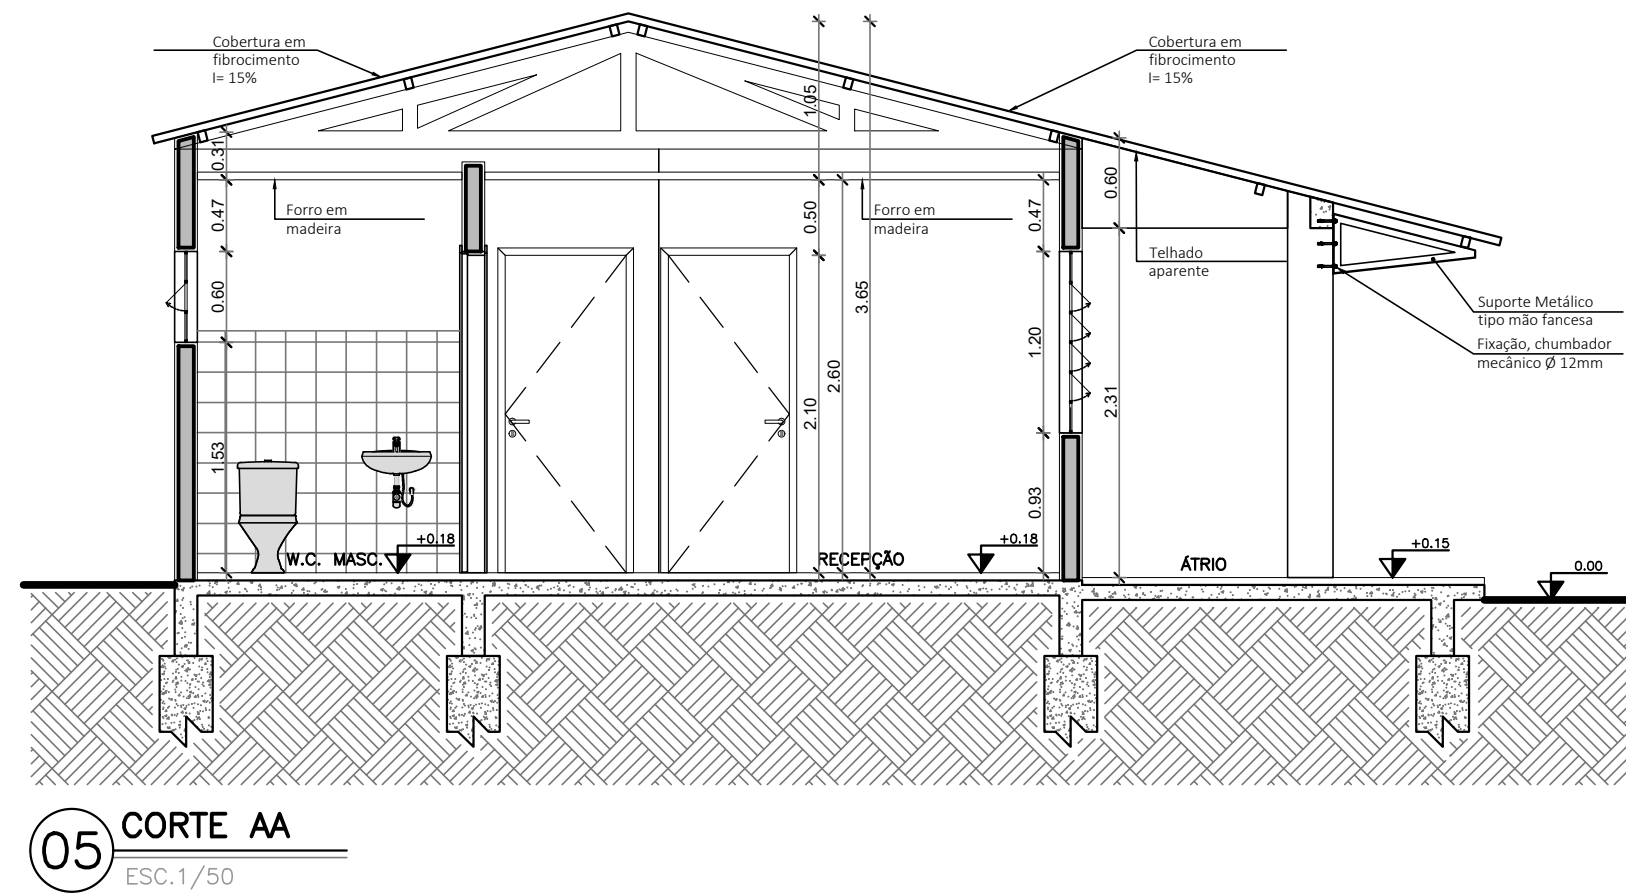 Cobertura em
fibrocimento
I= 15%
Cobertura em
fibrocimento
I= 15%
1.05
0.31
0.60
0.47
Forro em
madeira
0.50
Forro em
madeira
0.47
Telhado
aparente
0.60
3.65
Suporte Metálico
tipo mão fancesa
1.20
Fixação, chumbador
mecânico Ø 12mm
2.60
2.10
2.31
1.53
0.93
+0.18
+0.18
+0.15
W.C. MASC.
RECEPÇÃO
ÁTRIO
0.00
05
CORTE AA
ESC.1/50